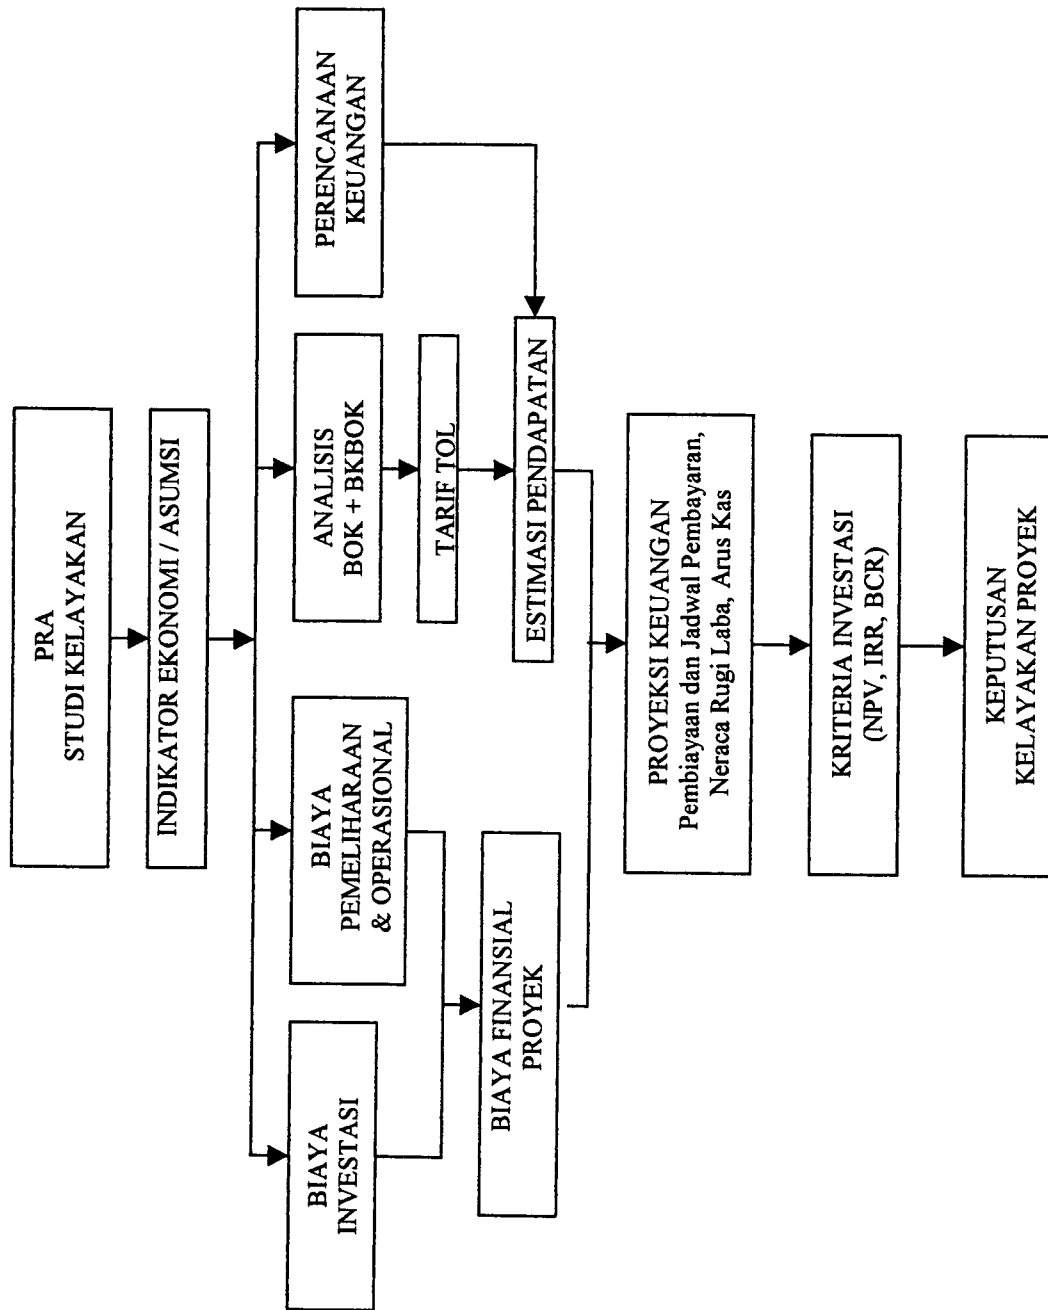 PRA
STUDI KELAYAKAN
INDIKATOR EKONOMI / ASUMSI
BIAYA
INVESTASI
BIAYA
PEMELIHARAAN
& OPERASIONAL
ANALISIS
BOK + BKBOK
PERENCANAAN
KEUANGAN
TARIF TOL
BIAYA FINANSIAL
PROYEK
ESTIMASI PENDAPATAN
PROYEKSI KEUANGAN
Pembiayaan dan Jadwal Pembayaran,
Neraca Rugi Laba, Arus Kas
KRITERIA INVESTASI
(NPV, IRR, BCR)
KEPUTUSAN
KELAYAKAN PROYEK